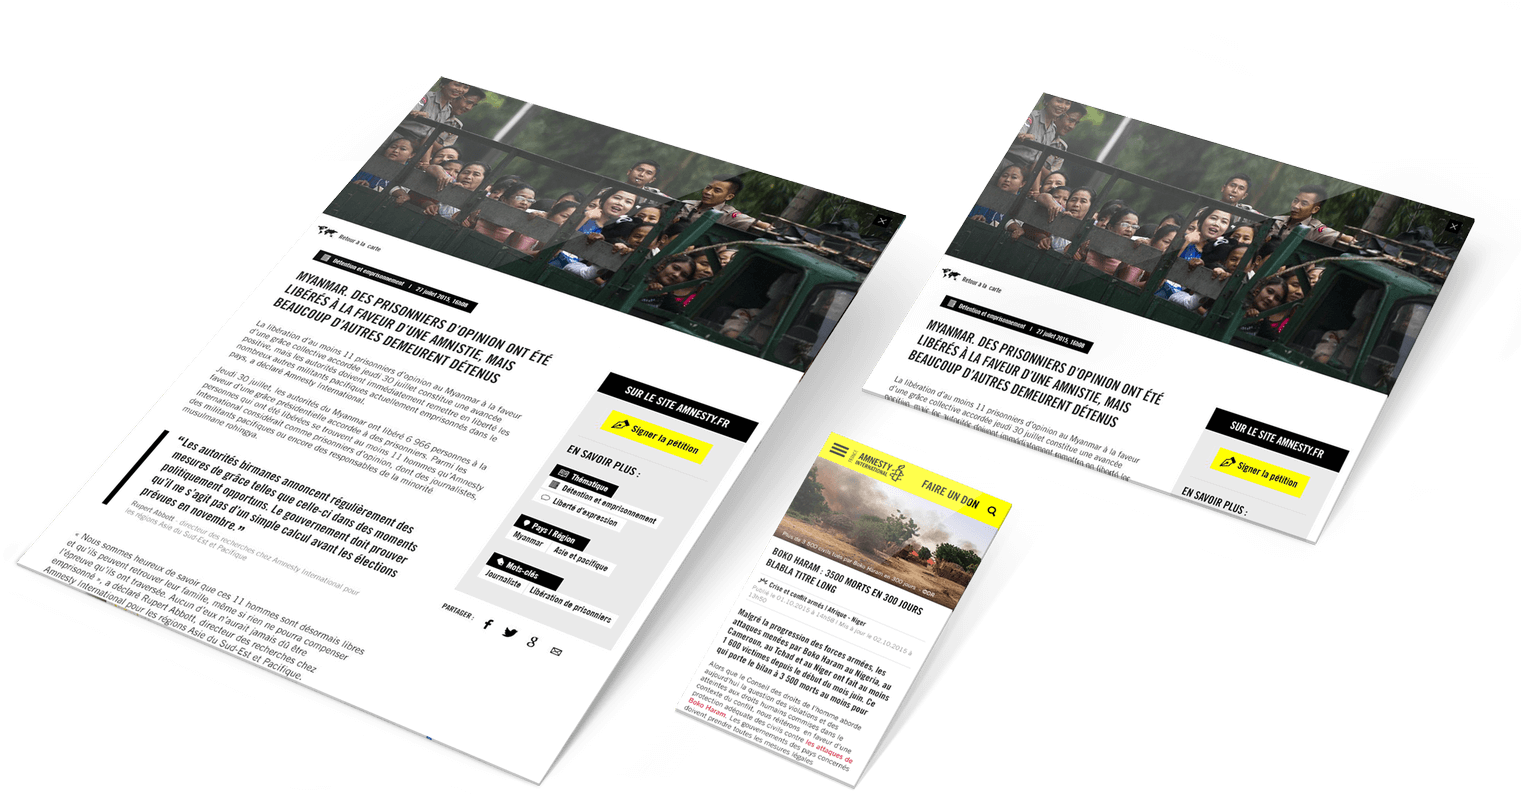 Retour à la carte
Détention et emprisonnement | 27 juillet 2015, 16h08
MYANMAR. DES PRISONNIERS D'OPINION ONT ÉTÉ
LIBÉRÉS À LA FAVEUR D'UNE AMNISTIE, MAIS
BEAUCOUP D'AUTRES DEMEURENT DÉTENUS
La libération d'au moins 11 prisonniers d'opinion au Myanmar à la faveur
d'une grâce collective accordée jeudi 30 juillet constitue une avancée
positive, mais les autorités doivent immédiatement remettre en liberté les
nombreux autres militants pacifiques actuellement emprisonnés dans le
pays, a déclaré Amnesty International.
Jeudi 30 juillet, les autorités du Myanmar ont libéré 6 966 personnes à la
faveur d'une grâce présidentielle accordée à des prisonniers. Parmi les
personnes qui ont été libérées se trouvent au moins 11 hommes qu'Amnesty
International considérait comme prisonniers d'opinion, dont des journalistes,
des militants pacifiques ou encore des responsables de la minorité
musulmane rohingya.
“Les autorités birmanes annoncent régulièrement des
mesures de grâce telles que celle-ci dans des moments
politiquement opportuns. Le gouvernement doit prouver
qu'il ne s'agit pas d'un simple calcul avant les élections
prévues en novembre.”
Rupert Abbott - directeur des recherches chez Amnesty International pour
les régions Asie du Sud-Est et Pacifique
« Nous sommes heureux de savoir que ces 11 hommes sont désormais libres
et qu'ils peuvent retrouver leur famille, même si rien ne pourra compenser
l'épreuve qu'ils ont traversée. Aucun d'eux n'aurait jamais dû être
emprisonné », a déclaré Rupert Abbott, directeur des recherches chez
Amnesty International pour les régions Asie du Sud-Est et Pacifique.
SUR LE SITE AMNESTY.FR
Signer la pétition
EN SAVOIR PLUS :
Thématique
Détention et emprisonnement
Liberté d'expression
Pays | Région
Myanmar
Asie et pacifique
Mots-clés
Journaliste
Libération de prisonniers
PARTAGER :
Retour à la carte
Détention et emprisonnement | 27 juillet 2015, 16h08
MYANMAR. DES PRISONNIERS D'OPINION ONT ÉTÉ
LIBÉRÉS À LA FAVEUR D'UNE AMNISTIE, MAIS
BEAUCOUP D'AUTRES DEMEURENT DÉTENUS
La libération d'au moins 11 prisonniers d'opinion au Myanmar à la faveur
d'une grâce collective accordée jeudi 30 juillet constitue une avancée
positive, mais les autorités doivent immédiatement remettre en liberté les
SUR LE SITE AMNESTY.FR
Signer la pétition
EN SAVOIR PLUS :
AMNESTY
INTERNATIONAL
FAIRE UN DON
Plus de 3 500 civils tués par Boko Haram en 300 jours - ©DR
BOKO HARAM : 3500 MORTS EN 300 JOURS
BLABLA TITRE LONG
Crise et conflit armés | Afrique - Niger
Publié le 01.10.2015 à 14h58 | Mis à jour le 02.10.2015 à
13h50
Malgré la progression des forces armées, les
attaques menées par Boko Haram au Nigeria, au
Cameroun, au Tchad et au Niger ont fait au moins
1 600 victimes depuis le début du mois juin. Ce
qui porte le bilan à 3 500 morts au moins pour
Alors que le Conseil des droits de l'homme aborde
aujourd'hui la question des violations et des
atteintes aux droits humains commises dans le
contexte du conflit, nous réitérons en faveur d'une
protection adéquate des civils contre les attaques de
Boko Haram. Les gouvernements des pays concernés
doivent prendre toutes les mesures légales